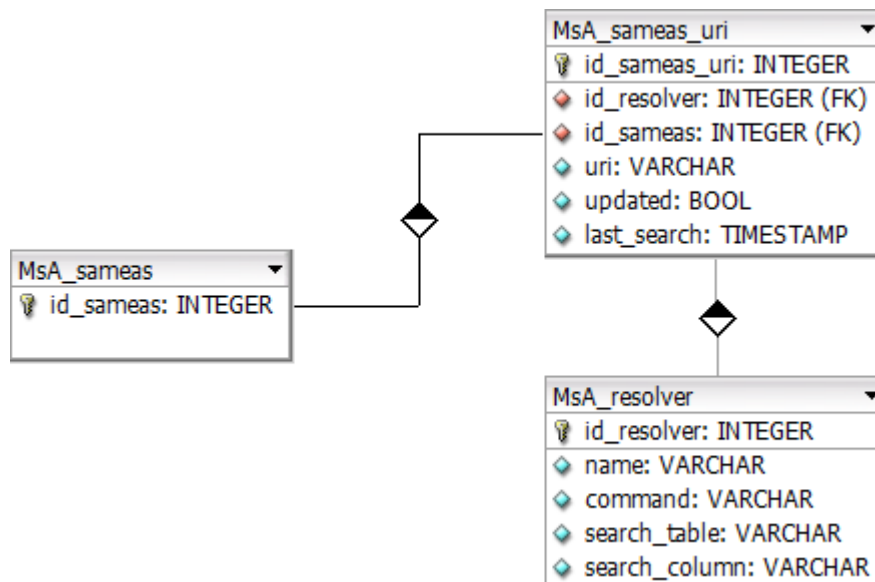 MsA_sameas_uri
id_sameas_uri: INTEGER
id_resolver: INTEGER (FK)
id_sameas: INTEGER (FK)
uri: VARCHAR
updated: BOOL
last_search: TIMESTAMP
MsA_sameas
id_sameas: INTEGER
MsA_resolver
id_resolver: INTEGER
name: VARCHAR
command: VARCHAR
search_table: VARCHAR
search_column: VARCHAR